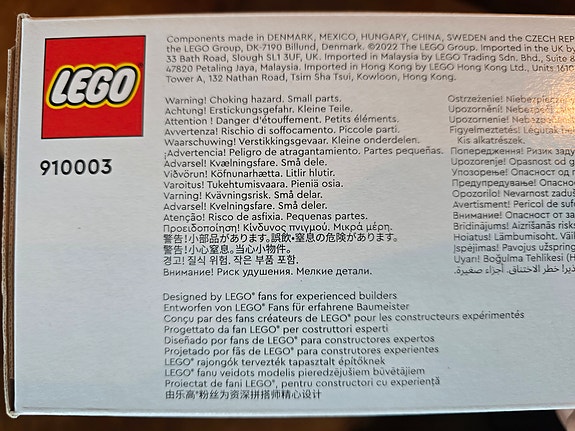 LEGO
910003
Components made in DENMARK, MEXICO, HUNGARY, CHINA, SWEDEN and the CZECH REP
the LEGO Group, DK-7190 Billund, Denmark. ©2022 The LEGO Group. Imported in the UK by
33 Bath Road, Slough SL1 3UF, UK. Imported in Malaysia by LEGO Trading Sdn. Bhd., Suite 8
47820 Petaling Jaya, Malaysia. Imported in Hong Kong by LEGO Hong Kong Ltd., Units 1610
Tower A, 132 Nathan Road, Tsim Sha Tsui, Kowloon, Hong Kong.
Warning! Choking hazard. Small parts.
Achtung! Erstickungsgefahr. Kleine Teile.
Attention ! Danger d'étouffement. Petits éléments.
Avvertenza! Rischio di soffocamento. Piccole parti.
Waarschuwing! Verstikkingsgevaar. Kleine onderdelen.
¡Advertencia! Peligro de atragantamiento. Partes pequeñas.
Advarsel! Kvælningsfare. Små dele.
Viðvörun! Köfnunarhætta. Litlir hlutir.
Varoitus! Tukehtumisvaara. Pieniä osia.
Varning! Kvävningsrisk. Små delar.
Advarsel! Kvelningsfare. Små deler.
Atenção! Risco de asfixia. Pequenas partes.
Προειδοποίηση! Κίνδυνος πνιγμού. Μικρά μέρη.
警告!小部品があります。誤飲・窒息の危険があります。
警告!小心窒息。当心小物件。
경고! 질식 위험. 작은 부품 포함.
Внимание! Риск удушения. Мелкие детали.
Ostrzeżenie! Niebezpiecze
Upozornění! Nebezpečí
Upozornenie! Nebezpe
Figyelmeztetés! Légutak be
Kis alkatrészek.
Попередження! Ризик заду
Upozorenje! Opasnost od g
Упозорење! Опасност од г
Предупреждение! Опасно
Opozorilo! Nevarnost zaduš
Avertisment! Pericol de sufo
Внимание! Опасност от за
Brīdinājums! Aizrīšanās risks
Hoiatus! Lämbumisoht. Väi
Įspėjimas! Pavojus užspring
Uyarı! Boğulma Tehlikesi (H
خطر الاختناق. أجزاء صغيرة.
Designed by LEGO® fans for experienced builders
Entworfen von LEGO® Fans für erfahrene Baumeister
Conçu par des fans créateurs de LEGO® pour les constructeurs expérimentés
Progettato da fan LEGO® per costruttori esperti
Diseñado por fans de LEGO® para constructores expertos
Projetado por fãs de LEGO® para construtores experientes
LEGO® rajongók tervezték tapasztalt építőknek
LEGO® fanu veidots modelis pieredzējušiem būvētājiem
Proiectat de fani LEGO®, pentru constructori cu experiență
由乐高®粉丝为资深拼搭师精心设计